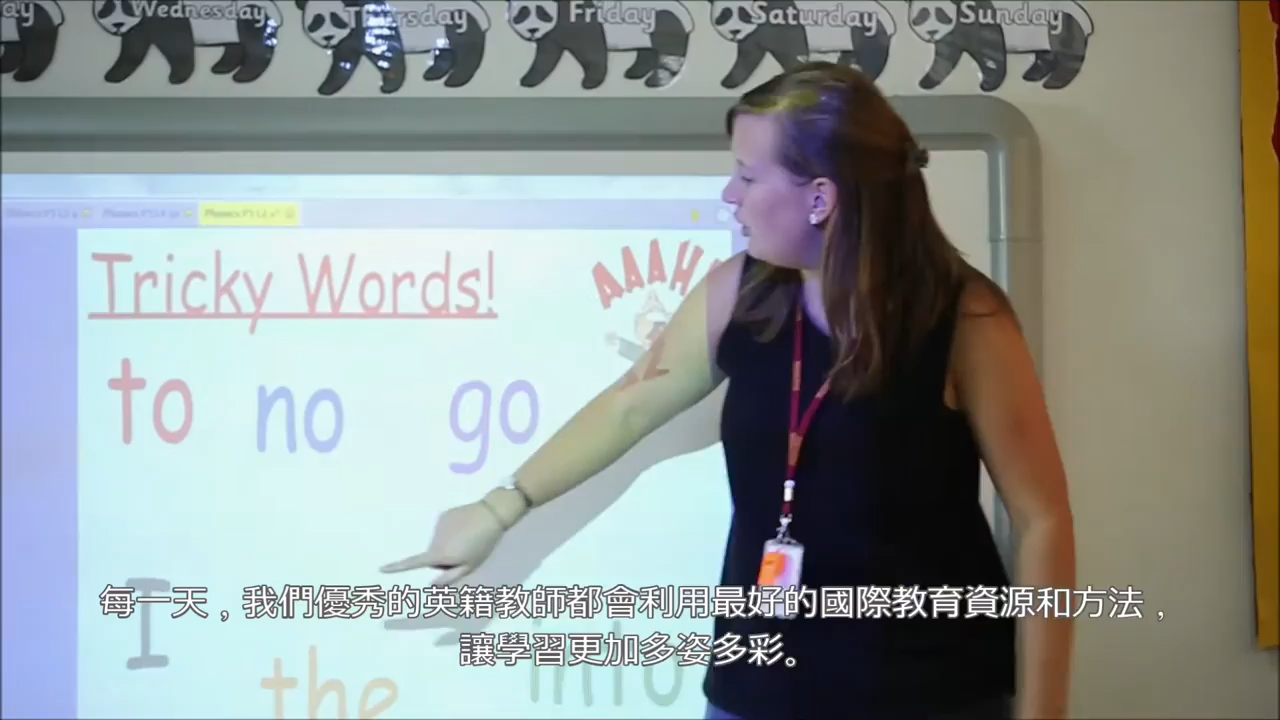 Wednesday Thursday Friday Saturday Sunday
Tricky Words!
AAAH
to no go
I
the into
每一天，我們優秀的英籍教師都會利用最好的國際教育資源和方法，
讓學習更加多姿多彩。